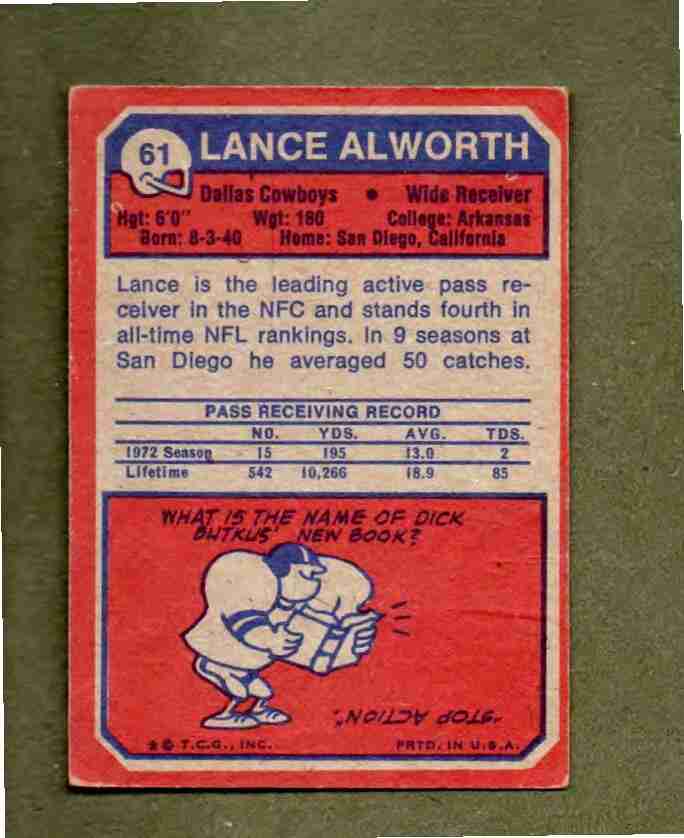 61 LANCE ALWORTH
Dallas Cowboys • Wide Receiver
Hgt: 6'0" Wgt: 180 College: Arkansas
Born: 8-3-40 Home: San Diego, California
Lance is the leading active pass re-
ceiver in the NFC and stands fourth in
all-time NFL rankings. In 9 seasons at
San Diego he averaged 50 catches.
PASS RECEIVING RECORD
NO. YDS. AVG. TDS.
1972 Season 15 195 13.0 2
Lifetime 542 10,266 18.9 85
WHAT IS THE NAME OF DICK
BUTKUS' NEW BOOK?
"STOP ACTION".
* © T.C.G., INC. PRTD. IN U.S.A.